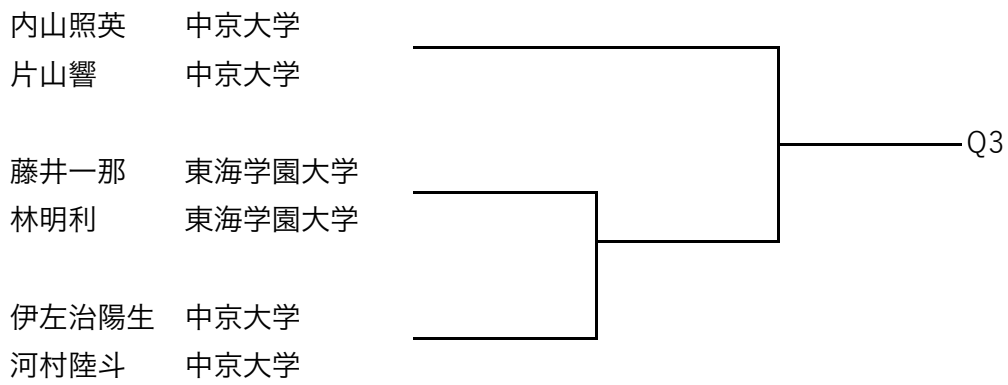 内山照英 中京大学
片山響 中京大学
Q3
藤井一那 東海学園大学
林明利 東海学園大学
伊左治陽生 中京大学
河村陸斗 中京大学